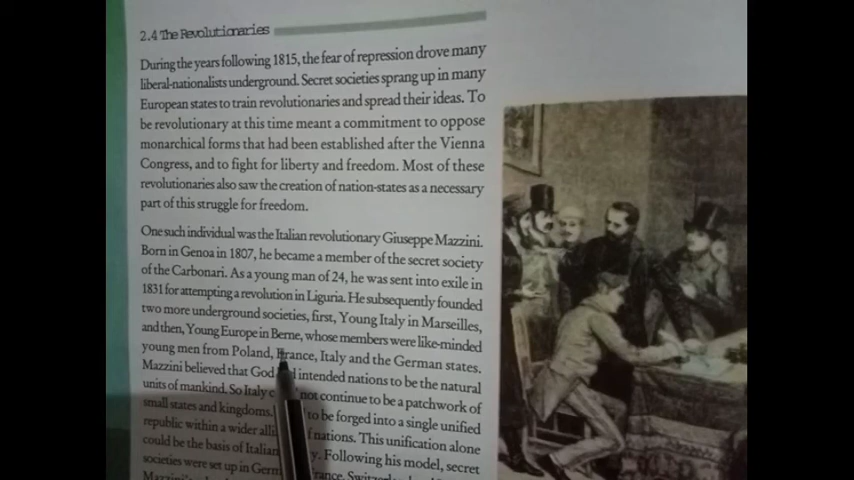 2.4 The Revolutionaries
During the years following 1815, the fear of repression drove many
liberal-nationalists underground. Secret societies sprang up in many
European states to train revolutionaries and spread their ideas. To
be revolutionary at this time meant a commitment to oppose
monarchical forms that had been established after the Vienna
Congress, and to fight for liberty and freedom. Most of these
revolutionaries also saw the creation of nation-states as a necessary
part of this struggle for freedom.
One such individual was the Italian revolutionary Giuseppe Mazzini.
Born in Genoa in 1807, he became a member of the secret society
of the Carbonari. As a young man of 24, he was sent into exile in
1831 for attempting a revolution in Liguria. He subsequently founded
two more underground societies, first, Young Italy in Marseilles,
and then, Young Europe in Berne, whose members were like-minded
young men from Poland, France, Italy and the German states.
Mazzini believed that God intended nations to be the natural
units of mankind. So Italy not continue to be a patchwork of
small states and kingdoms. to be forged into a single unified
republic within a wider of nations. This unification alone
could be the basis of Italian Following his model, secret
societies were set up in France,